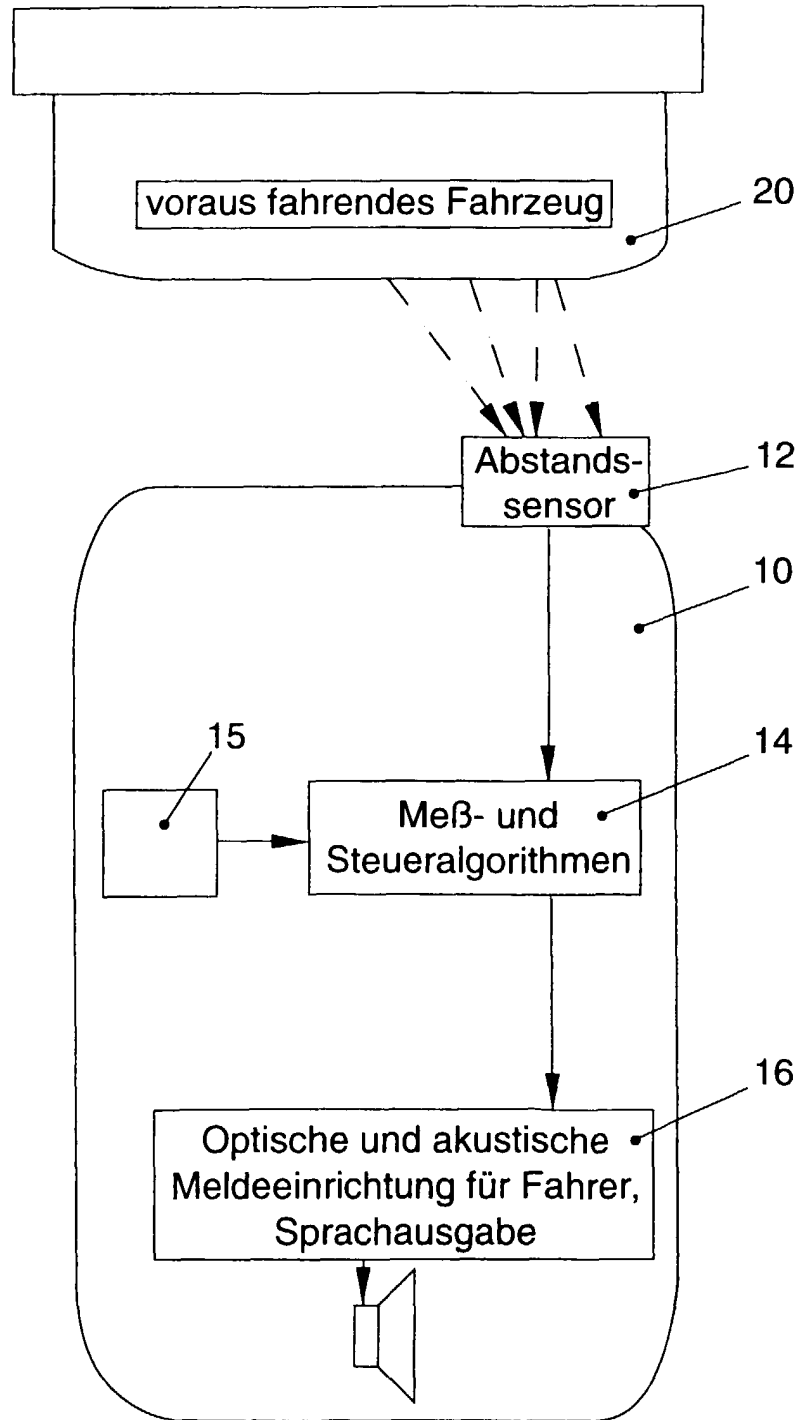 voraus fahrendes Fahrzeug
20
Abstands-
sensor
12
10
15
14
Meß- und
Steueralgorithmen
16
Optische und akustische
Meldeeinrichtung für Fahrer,
Sprachausgabe